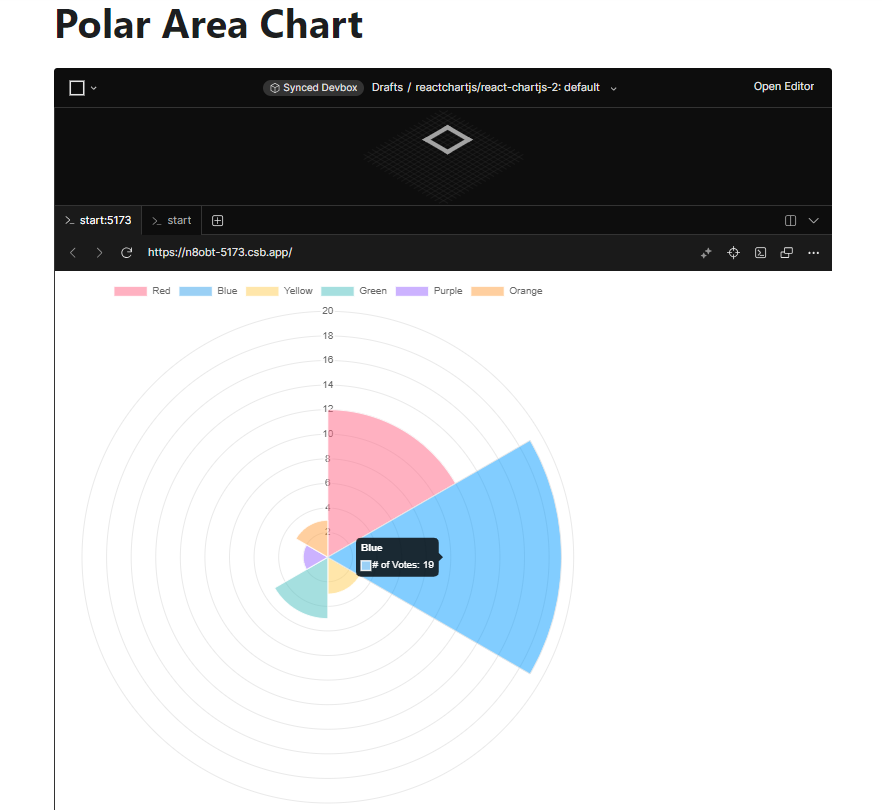 Polar Area Chart
Synced Devbox Drafts / reactchartjs/react-chartjs-2: default
Open Editor
start:5173
start
https://n8obt-5173.csb.app/
Red Blue Yellow Green Purple Orange
20
18
16
14
12
10
8
6
4
2
Blue
# of Votes: 19